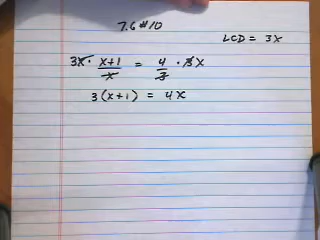 7.6 #10
LCD = 3x
3x · x+1/x = 4/3 · 3x
3(x+1) = 4x